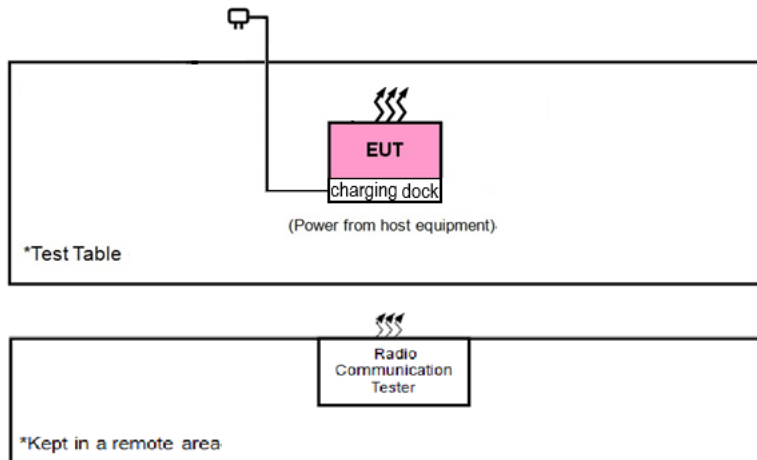 EUT
charging dock
(Power from host equipment)
*Test Table
Radio
Communication
Tester
*Kept in a remote area